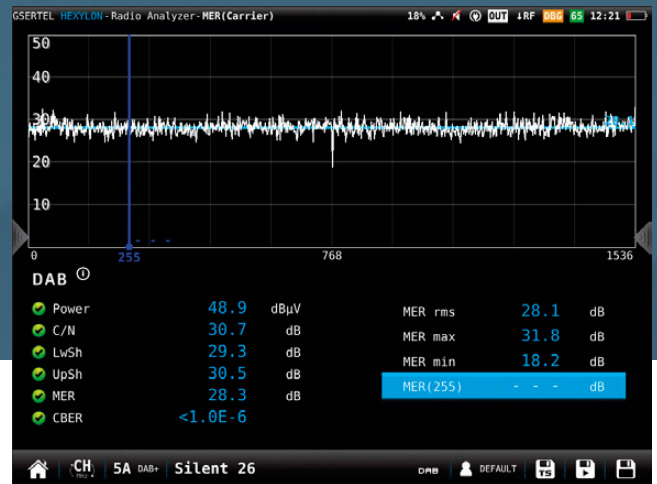 GSERTEL HEXYLON-Radio Analyzer-MER(Carrier) 18% OUT ↓RF DBG 65 12:21
50
40
30
20
10
- - -
0 255 768 1536
DAB
Power 48.9 dBµV
C/N 30.7 dB
LwSh 29.3 dB
UpSh 30.5 dB
MER 28.3 dB
CBER <1.0E-6
MER rms 28.1 dB
MER max 31.8 dB
MER min 18.2 dB
MER(255) - - - dB
CH 5A DAB+ Silent 26 DAB DEFAULT TS